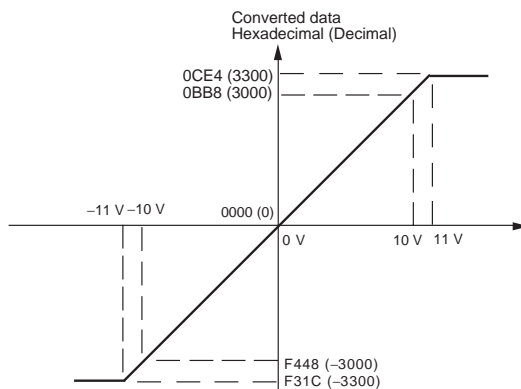 Converted data
Hexadecimal (Decimal)
0CE4 (3300)
0BB8 (3000)
−11 V −10 V
0000 (0)
0 V
10 V
11 V
F448 (−3000)
F31C (−3300)